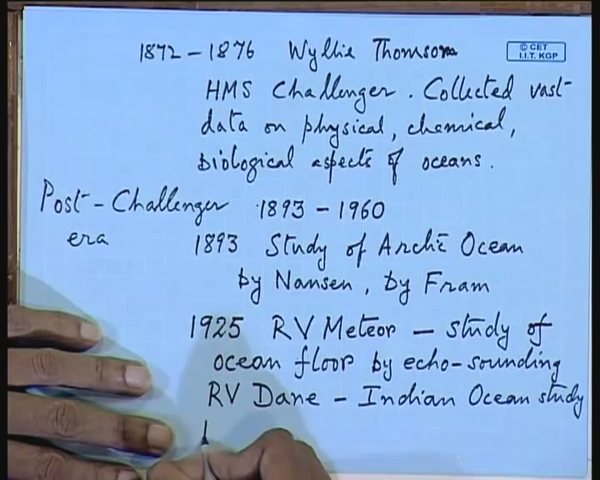 1872 – 1876 Wyllie Thomson
© CET
I.I.T. KGP
HMS Challenger. Collected vast
data on physical, chemical,
biological aspects of oceans.
Post-Challenger 1893 – 1960
era
1893 Study of Arctic Ocean
by Nansen, by Fram
1925 RV Meteor – study of
ocean floor by echo-sounding
RV Dane – Indian Ocean study